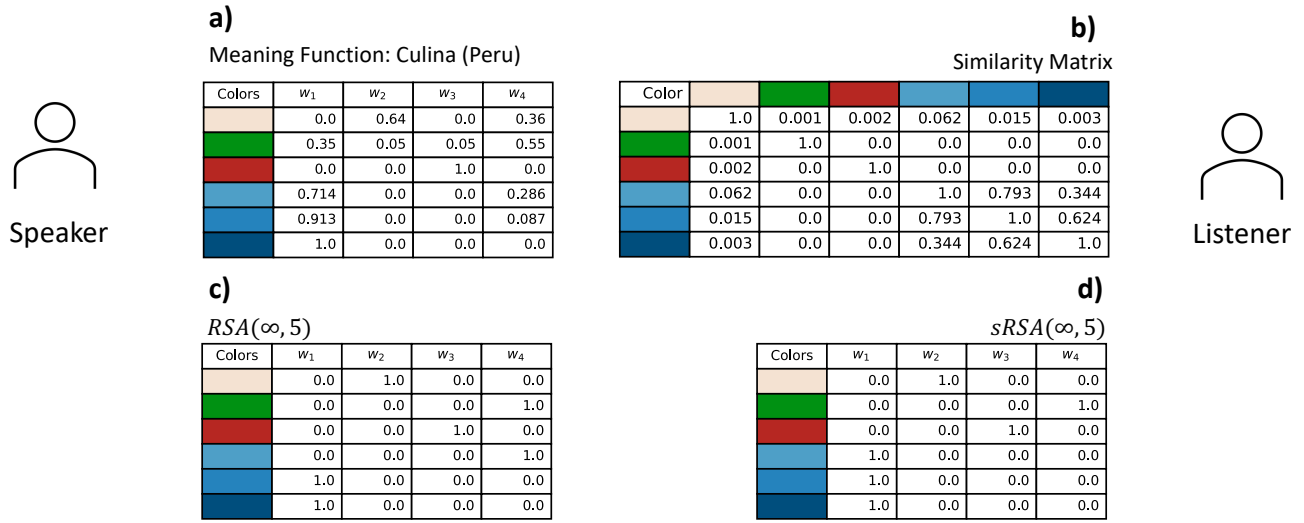 a)
Meaning Function: Culina (Peru)
Colors w₁ w₂ w₃ w₄
0.0 0.64 0.0 0.36
0.35 0.05 0.05 0.55
0.0 0.0 1.0 0.0
0.714 0.0 0.0 0.286
0.913 0.0 0.0 0.087
1.0 0.0 0.0 0.0
Speaker
b)
Similarity Matrix
Color
1.0 0.001 0.002 0.062 0.015 0.003
0.001 1.0 0.0 0.0 0.0 0.0
0.002 0.0 1.0 0.0 0.0 0.0
0.062 0.0 0.0 1.0 0.793 0.344
0.015 0.0 0.0 0.793 1.0 0.624
0.003 0.0 0.0 0.344 0.624 1.0
Listener
c)
RSA(∞, 5)
Colors w₁ w₂ w₃ w₄
0.0 1.0 0.0 0.0
0.0 0.0 0.0 1.0
0.0 0.0 1.0 0.0
0.0 0.0 0.0 1.0
1.0 0.0 0.0 0.0
1.0 0.0 0.0 0.0
d)
sRSA(∞, 5)
Colors w₁ w₂ w₃ w₄
0.0 1.0 0.0 0.0
0.0 0.0 0.0 1.0
0.0 0.0 1.0 0.0
1.0 0.0 0.0 0.0
1.0 0.0 0.0 0.0
1.0 0.0 0.0 0.0